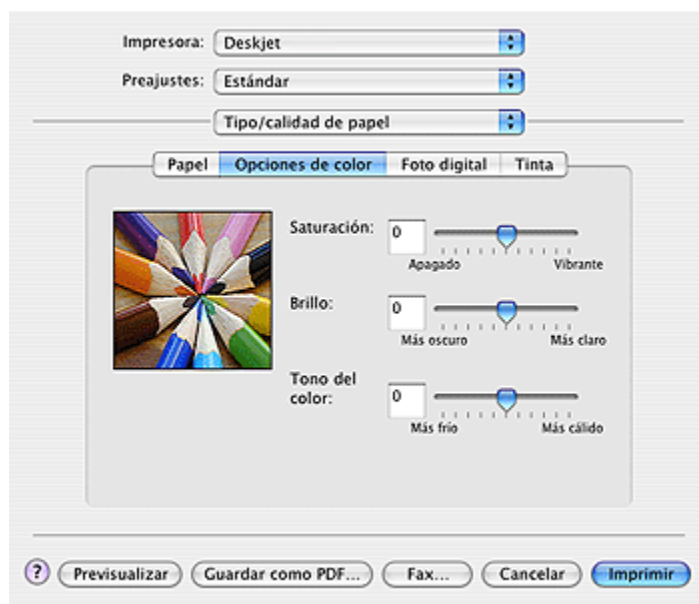 Impresora: Deskjet
Preajustes: Estándar
Tipo/calidad de papel
Papel Opciones de color Foto digital Tinta
Saturación: 0
Apagado Vibrante
Brillo: 0
Más oscuro Más claro
Tono del
color: 0
Más frío Más cálido
? Previsualizar Guardar como PDF... Fax... Cancelar Imprimir